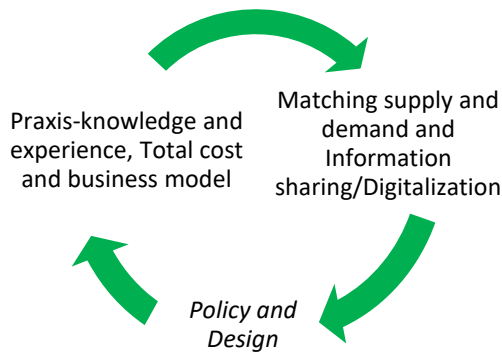 Praxis-knowledge and
experience, Total cost
and business model
Matching supply and
demand and
Information
sharing/Digitalization
Policy and
Design